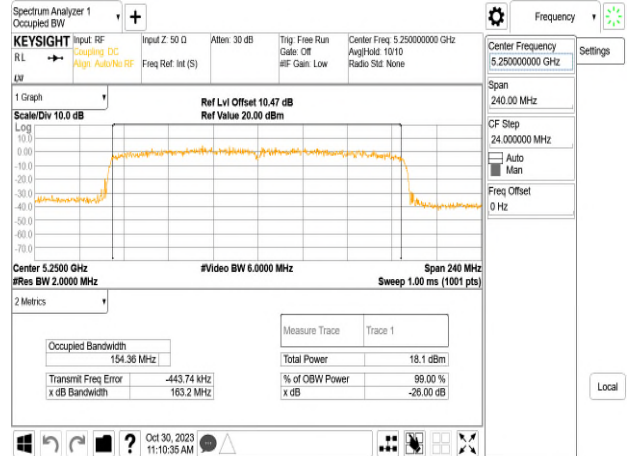 Spectrum Analyzer 1
Occupied BW
Frequency
KEYSIGHT
RL
Input: RF
Coupling: DC
Align: Auto/No RF
Input Z: 50 Ω
Freq Ref: Int (S)
Atten: 30 dB
Trig: Free Run
Gate: Off
#IF Gain: Low
Center Freq: 5.250000000 GHz
Avg|Hold: 10/10
Radio Std: None
Center Frequency
5.250000000 GHz
Settings
Span
240.00 MHz
CF Step
24.000000 MHz
Auto
Man
Freq Offset
0 Hz
Local
1 Graph
Scale/Div 10.0 dB
Ref Lvl Offset 10.47 dB
Ref Value 20.00 dBm
Log
10.0
0.00
-10.0
-20.0
-30.0
-40.0
-50.0
-60.0
-70.0
Center 5.2500 GHz
#Video BW 6.0000 MHz
Span 240 MHz
#Res BW 2.0000 MHz
Sweep 1.00 ms (1001 pts)
2 Metrics
Measure Trace
Trace 1
Occupied Bandwidth
154.36 MHz
Total Power
18.1 dBm
Transmit Freq Error
-443.74 kHz
% of OBW Power
99.00 %
x dB Bandwidth
163.2 MHz
x dB
-26.00 dB
?
Oct 30, 2023
11:10:35 AM